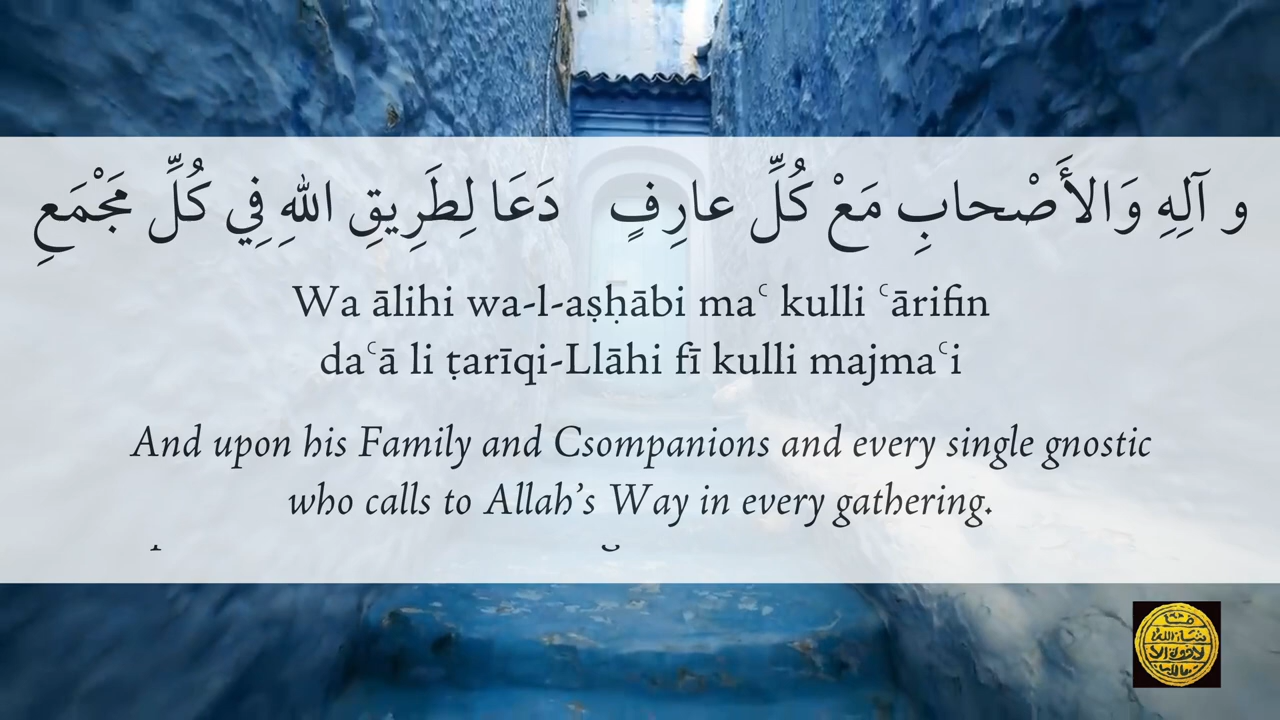 و آلِهِ وَالأَصْحابِ مَعْ كُلِّ عارِفٍ دَعَا لِطَرِيقِ اللهِ فِي كُلِّ مَجْمَعِ
Wa ālihi wa-l-aṣḥābi maʿ kulli ʿārifin
daʿā li ṭarīqi-Llāhi fī kulli majmaʿi
And upon his Family and Csompanions and every single gnostic
who calls to Allah’s Way in every gathering.